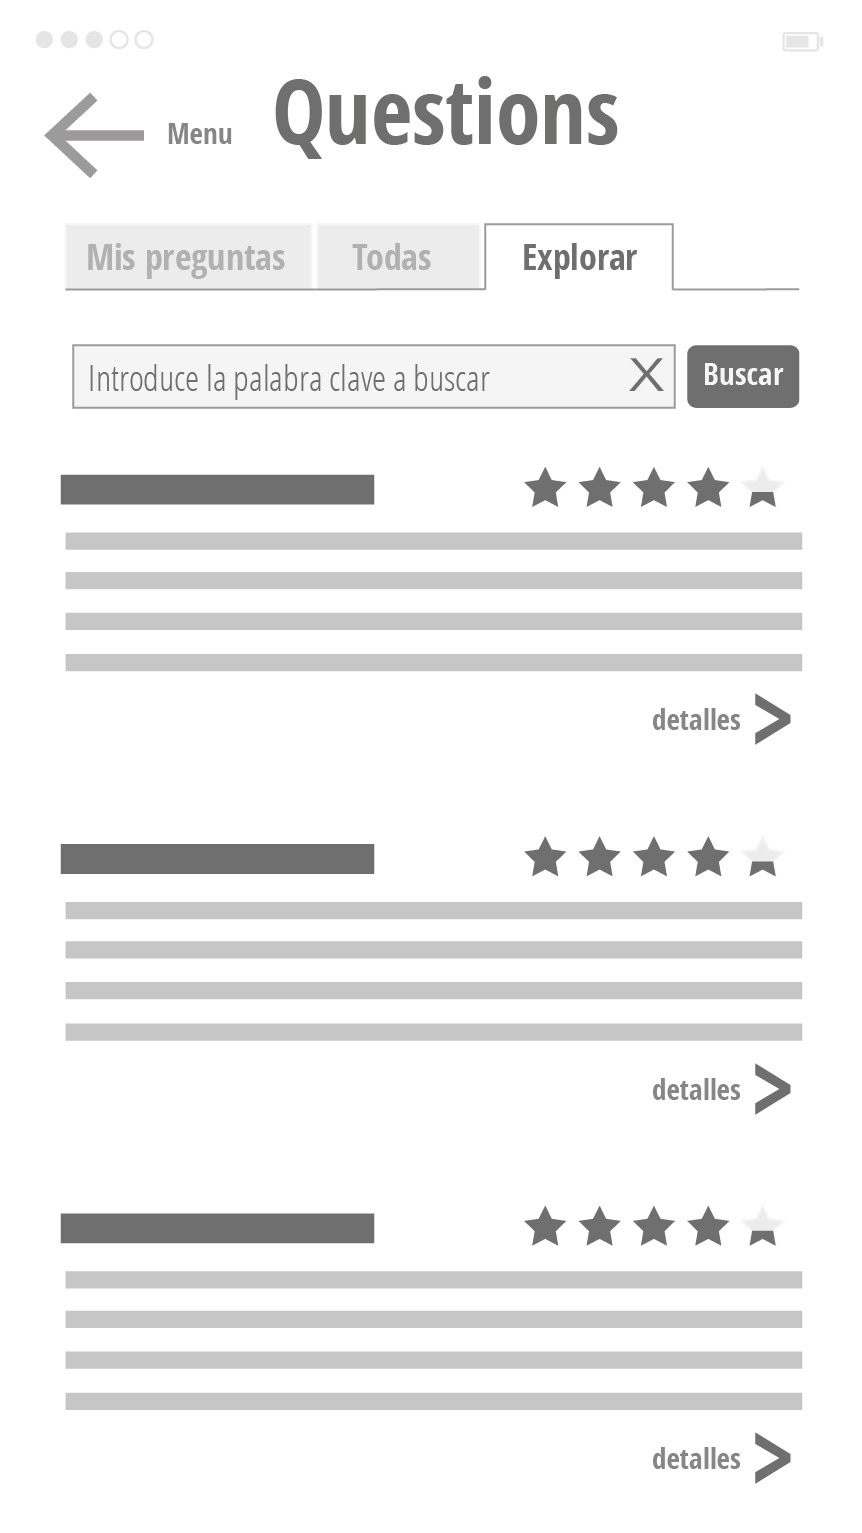 Questions
Menu
Mis preguntas
Todas
Explorar
Introduce la palabra clave a buscar
X
Buscar
detalles
detalles
detalles